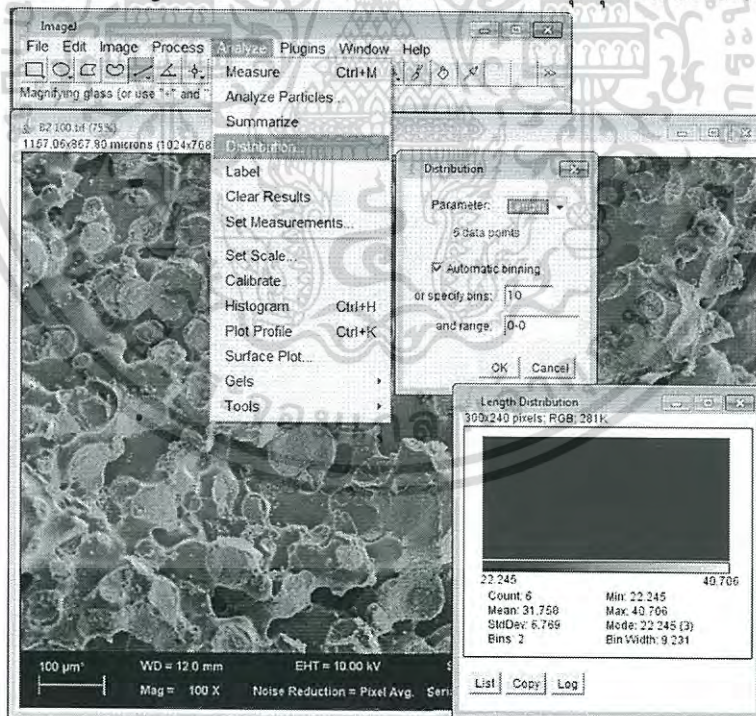 ImageJ
File Edit Image Process Analyze Plugins Window Help
Magnifying glass (or use "+" and "-"
BZ 100.tif (75%)
1157.06x867.80 microns (1024x768
Measure Ctrl+M
Analyze Particles...
Summarize
Distribution...
Label
Clear Results
Set Measurements...
Set Scale...
Calibrate...
Histogram Ctrl+H
Plot Profile Ctrl+K
Surface Plot...
Gels
Tools
Distribution
Parameter:
6 data points
Automatic binning
or specify bins: 10
and range: 0-0
OK Cancel
Length Distribution
300x240 pixels; RGB; 281K
22.245 40.706
Count: 6 Min: 22.245
Mean: 31.758 Max: 40.706
StdDev: 6.769 Mode: 22.245 (3)
Bins: 2 Bin Width: 9.231
List Copy Log
100 µm* WD = 12.0 mm EHT = 10.00 kV S
Mag = 100 X Noise Reduction = Pixel Avg. Seri